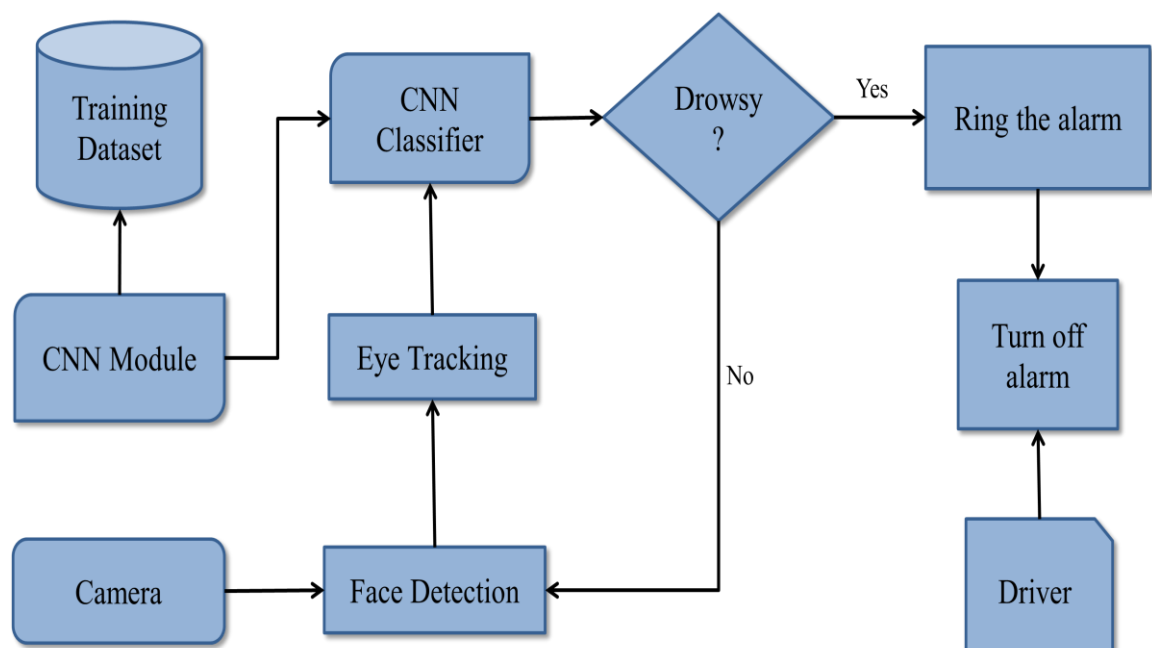 Training
Dataset
CNN
Classifier
Drowsy
?
Yes
Ring the alarm
CNN Module
Eye Tracking
No
Turn off
alarm
Camera
Face Detection
Driver